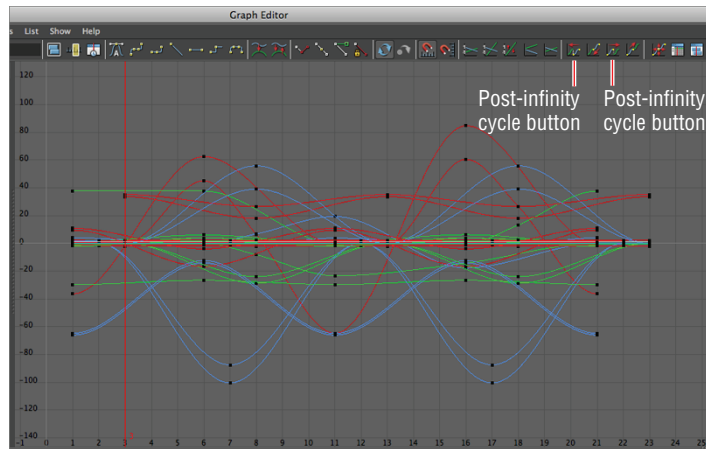 Graph Editor
s List Show Help
Post-infinity cycle button
Post-infinity cycle button
120
100
80
60
40
20
0
-20
-40
-60
-80
-100
-120
-140
-1 0 1 2 3 4 5 6 7 8 9 10 11 12 13 14 15 16 17 18 19 20 21 22 23 24 25